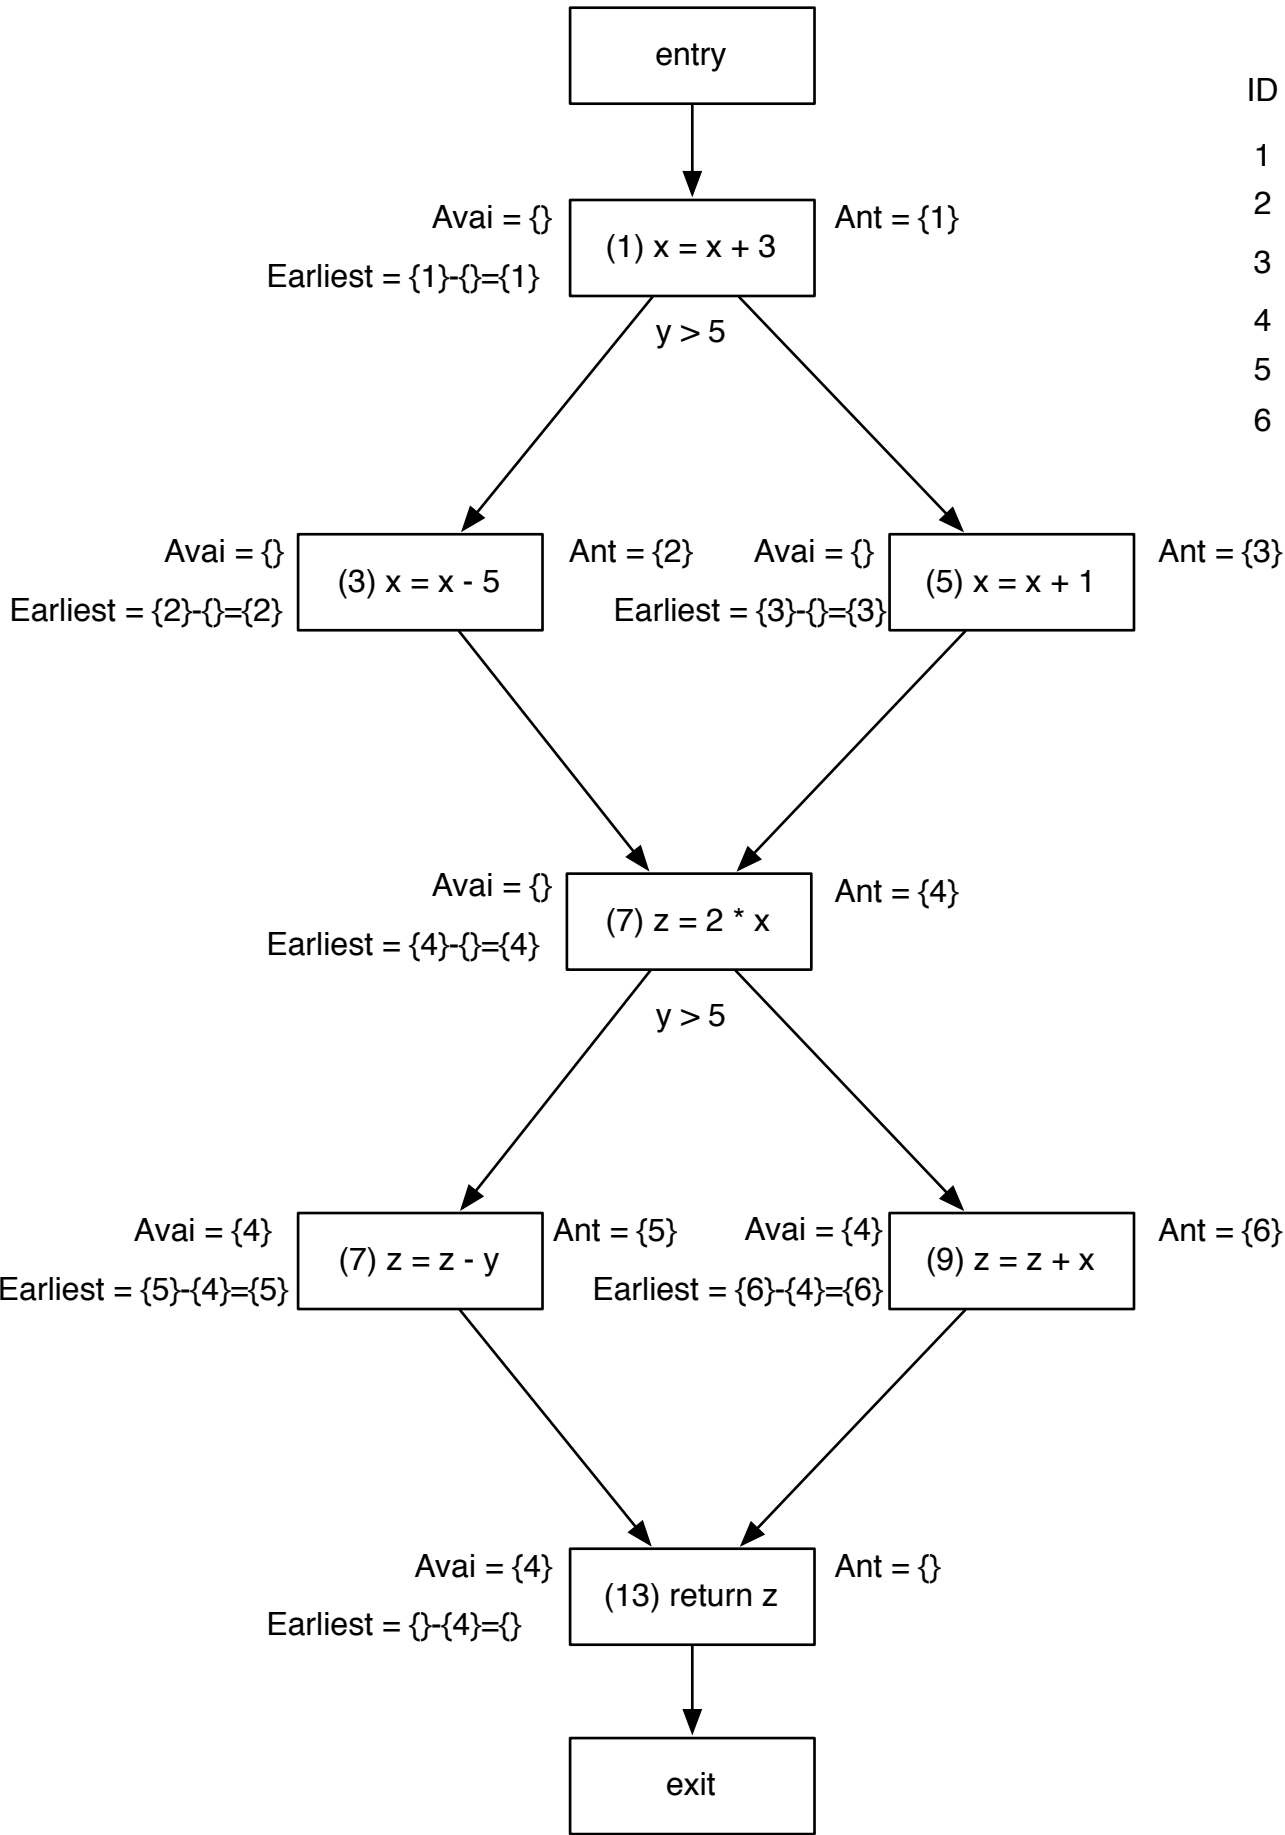 entry
ID
1
2
3
4
5
6
Avai = {}
(1) x = x + 3
Ant = {1}
Earliest = {1}-{}={1}
y > 5
Avai = {}
(3) x = x - 5
Ant = {2}
Earliest = {2}-{}={2}
Avai = {}
(5) x = x + 1
Ant = {3}
Earliest = {3}-{}={3}
Avai = {}
(7) z = 2 * x
Ant = {4}
Earliest = {4}-{}={4}
y > 5
Avai = {4}
(7) z = z - y
Ant = {5}
Earliest = {5}-{4}={5}
Avai = {4}
(9) z = z + x
Ant = {6}
Earliest = {6}-{4}={6}
Avai = {4}
(13) return z
Ant = {}
Earliest = {}-{4}={}
exit